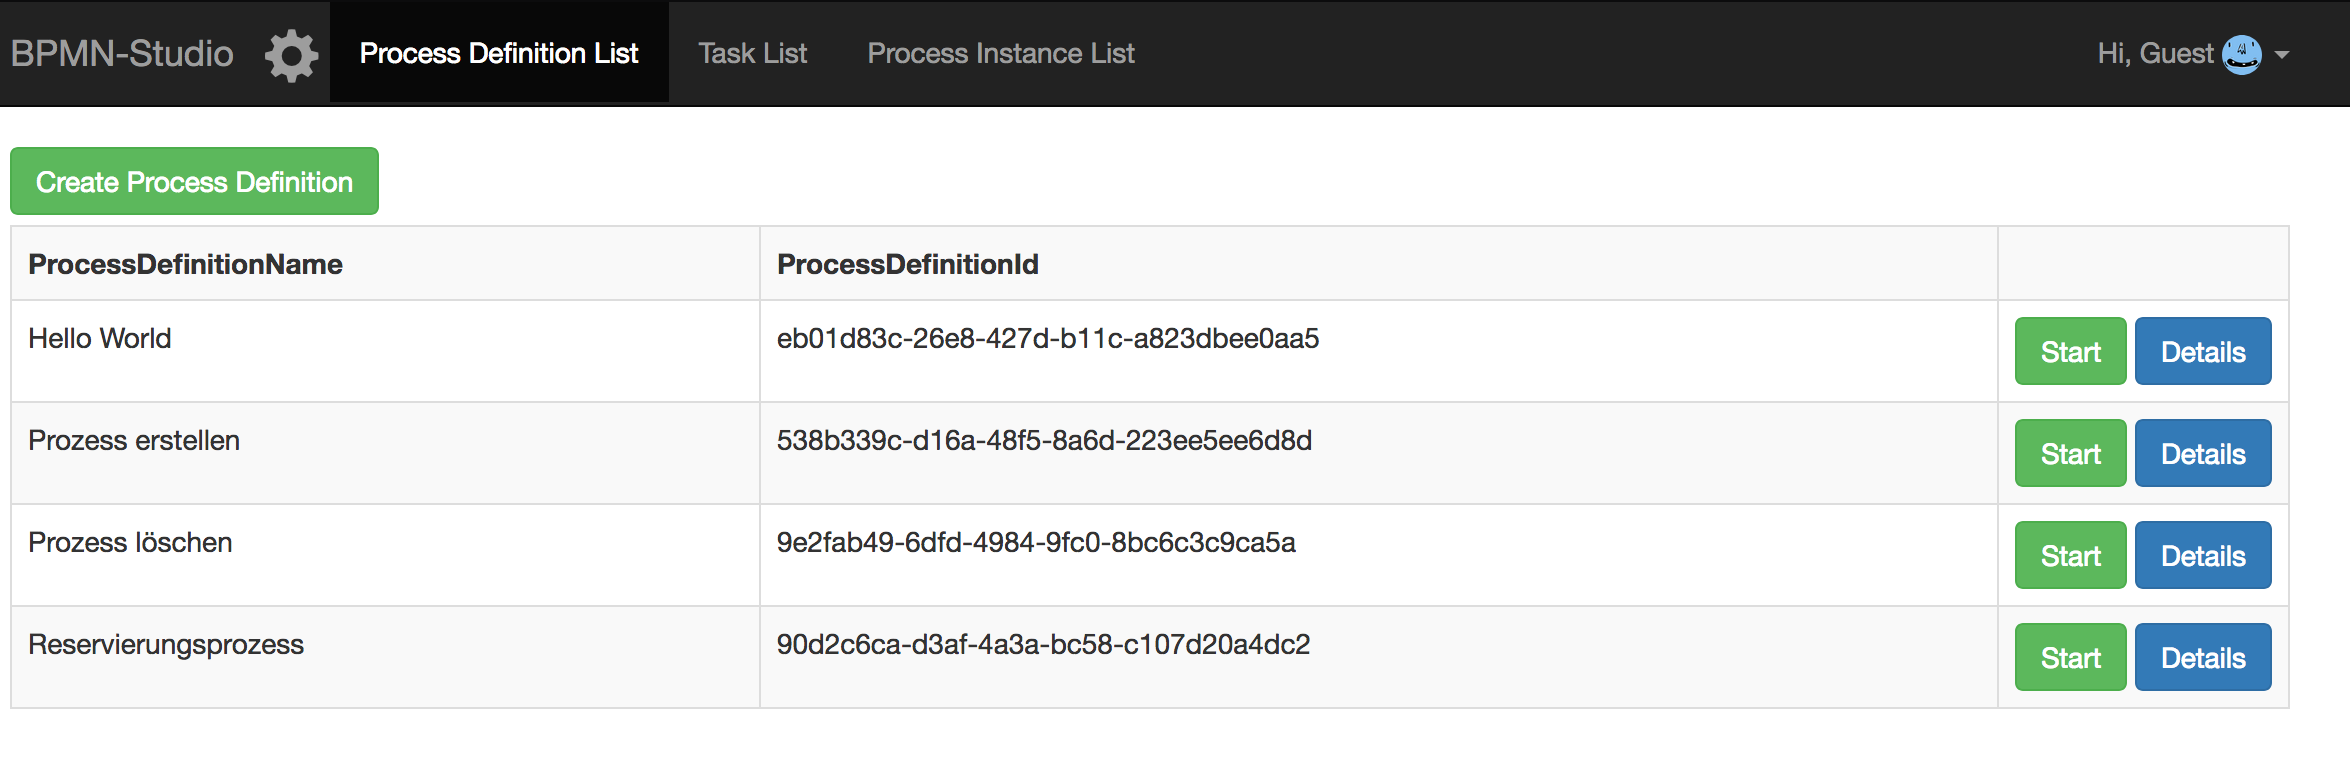 BPMN-Studio Process Definition List Task List Process Instance List Hi, Guest
Create Process Definition
ProcessDefinitionName ProcessDefinitionId
Hello World eb01d83c-26e8-427d-b11c-a823dbee0aa5 Start Details
Prozess erstellen 538b339c-d16a-48f5-8a6d-223ee5ee6d8d Start Details
Prozess löschen 9e2fab49-6dfd-4984-9fc0-8bc6c3c9ca5a Start Details
Reservierungsprozess 90d2c6ca-d3af-4a3a-bc58-c107d20a4dc2 Start Details